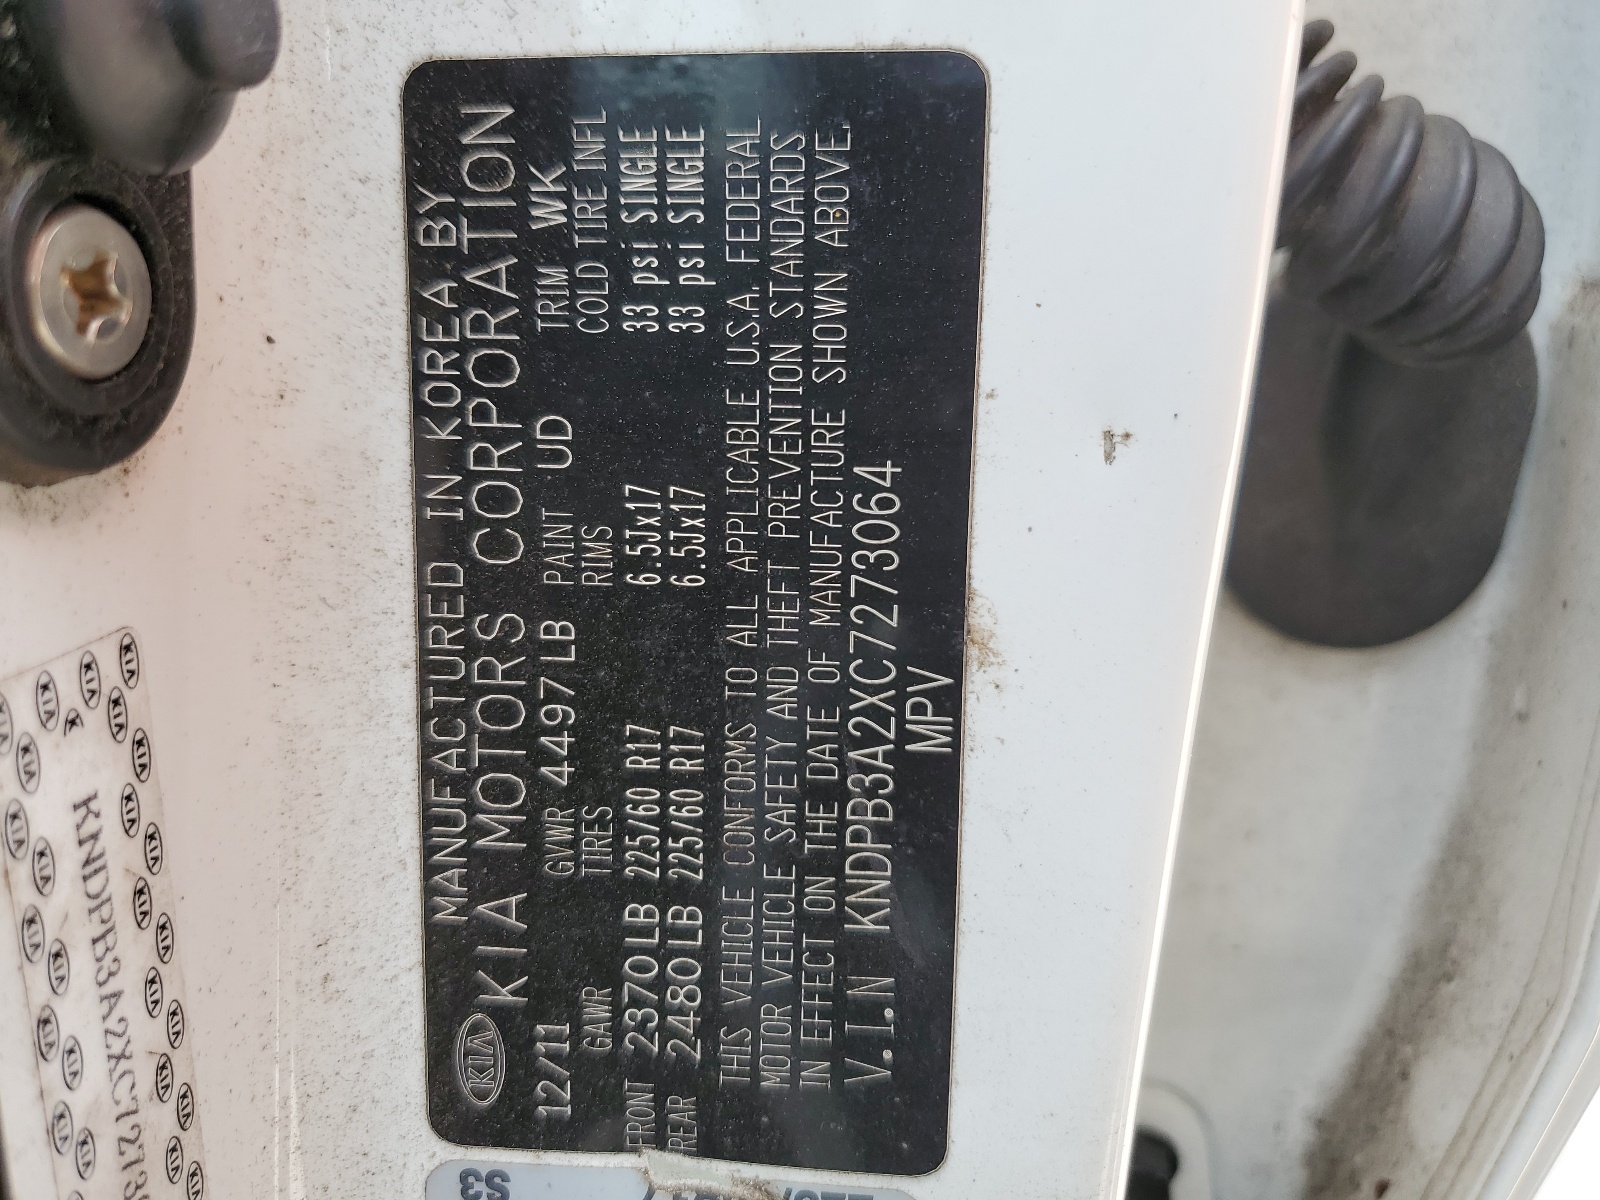 MANUFACTURED IN KOREA BY
KIA KIA MOTORS CORPORATION
12/11 GVWR 4497LB PAINT UD TRIM WK
GAWR TIRES RIMS COLD TIRE INFL
FRONT 2370LB 225/60 R17 6.5Jx17 33 psi SINGLE
REAR 2480LB 225/60 R17 6.5Jx17 33 psi SINGLE
THIS VEHICLE CONFORMS TO ALL APPLICABLE U.S.A. FEDERAL
MOTOR VEHICLE SAFETY AND THEFT PREVENTION STANDARDS
IN EFFECT ON THE DATE OF MANUFACTURE SHOWN ABOVE.
V.I.N KNDPB3A2XC7273064
MPV
KNDPB3A2XC7273
S3